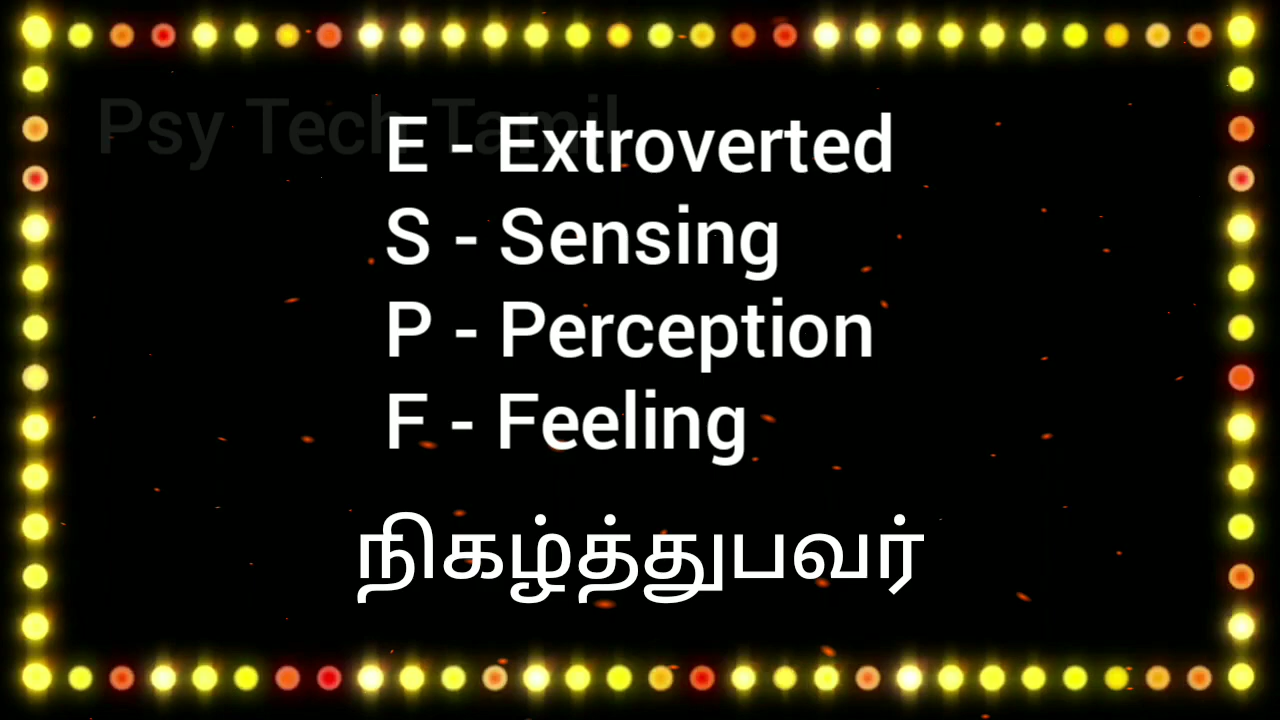 Psy Tech Tamil
E - Extroverted
S - Sensing
P - Perception
F - Feeling
நிகழ்த்துபவர்